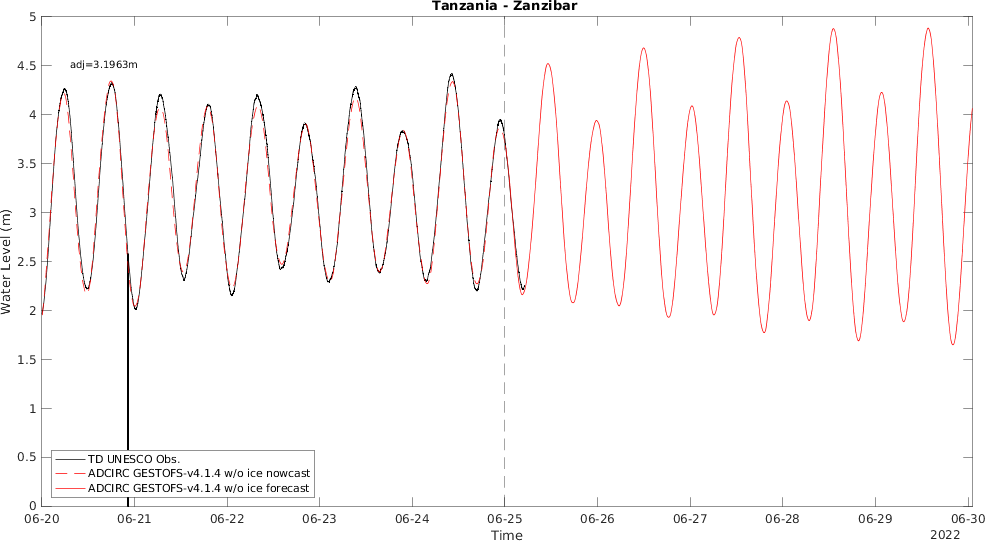 Tanzania - Zanzibar
5
4.5
4
3.5
3
2.5
2
1.5
1
0.5
0
Water Level (m)
adj=3.1963m
TD UNESCO Obs.
ADCIRC GESTOFS-v4.1.4 w/o ice nowcast
ADCIRC GESTOFS-v4.1.4 w/o ice forecast
06-20 06-21 06-22 06-23 06-24 06-25 06-26 06-27 06-28 06-29 06-30
Time
2022